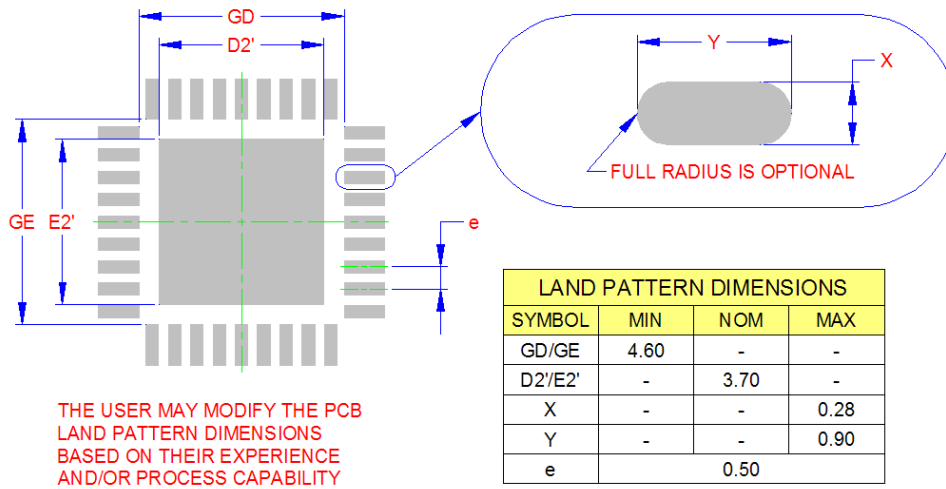 GD
D2'
GE
E2'
e
Y
X
FULL RADIUS IS OPTIONAL
THE USER MAY MODIFY THE PCB
LAND PATTERN DIMENSIONS
BASED ON THEIR EXPERIENCE
AND/OR PROCESS CAPABILITY
LAND PATTERN DIMENSIONS
SYMBOL MIN NOM MAX
GD/GE 4.60 - -
D2'/E2' - 3.70 -
X - - 0.28
Y - - 0.90
e 0.50